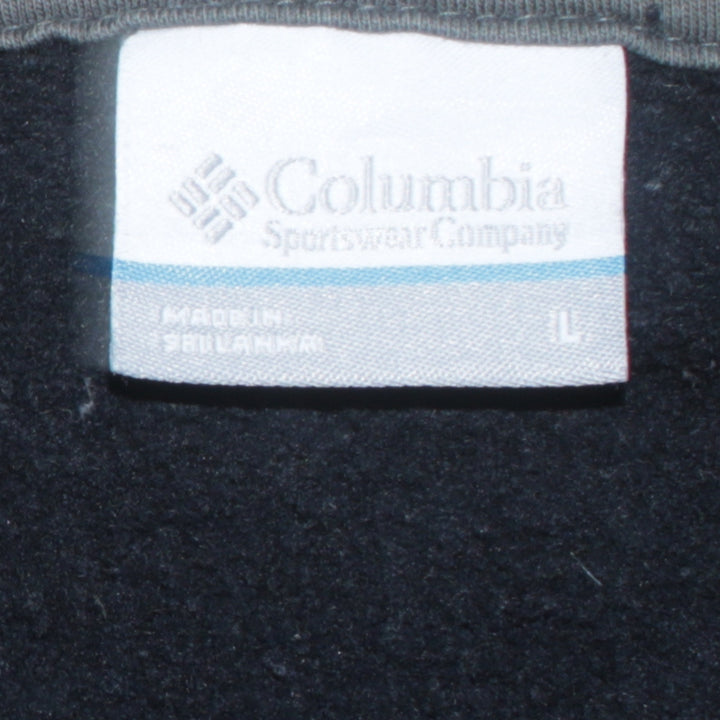 Columbia
Sportswear Company
MADE IN
SRI LANKA
L